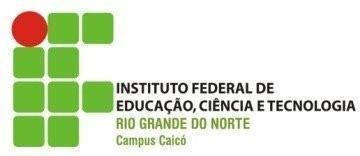 INSTITUTO FEDERAL DE
EDUCAÇÃO, CIÊNCIA E TECNOLOGIA
RIO GRANDE DO NORTE
Campus Caicó